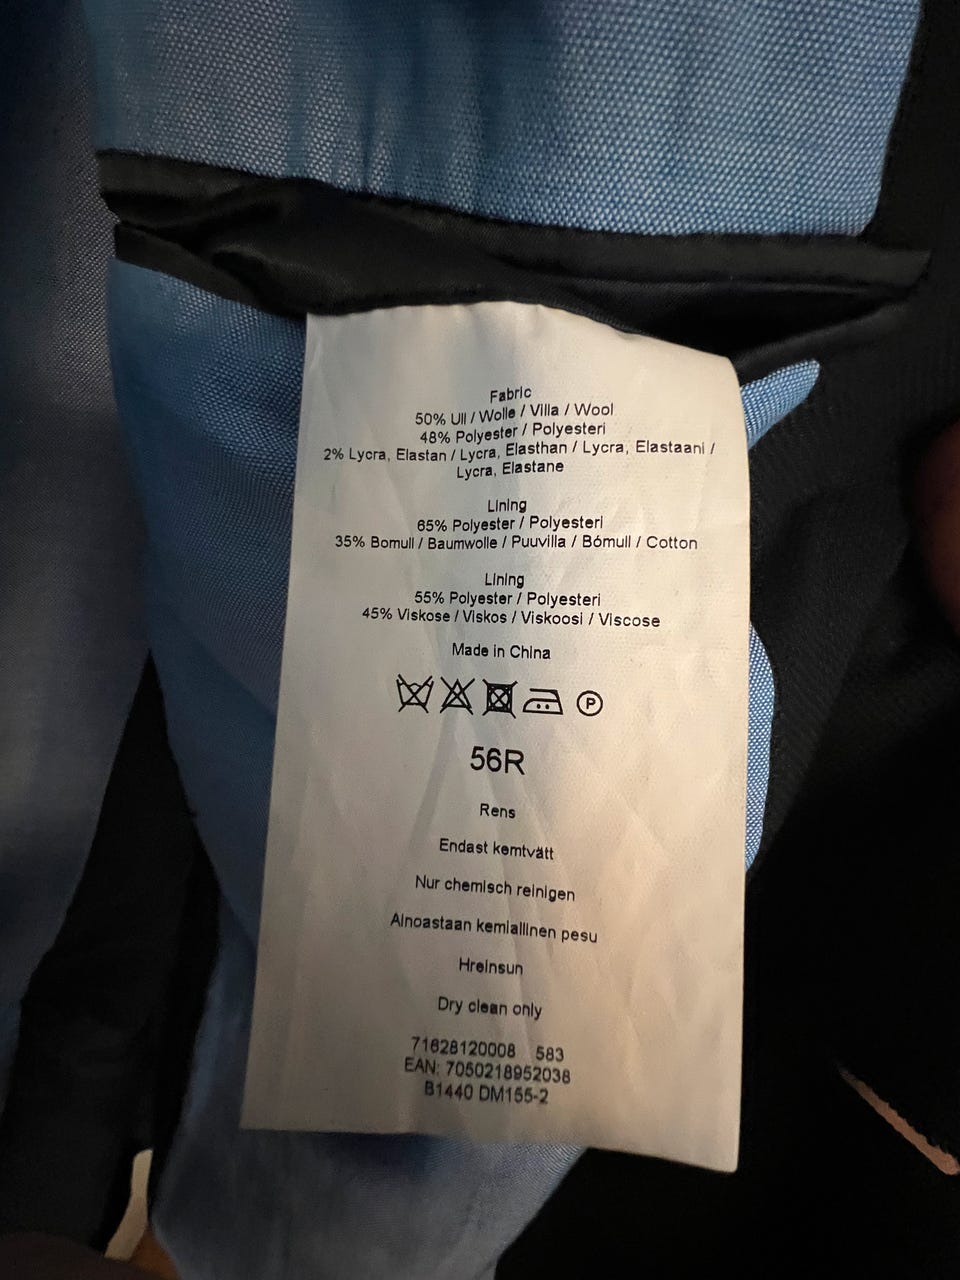 Fabric
50% Ull / Wolle / Villa / Wool
48% Polyester / Polyesteri
2% Lycra, Elastan / Lycra, Elasthan / Lycra, Elastaani /
Lycra, Elastane
Lining
65% Polyester / Polyesteri
35% Bomull / Baumwolle / Puuvilla / Bómull / Cotton
Lining
55% Polyester / Polyesteri
45% Viskose / Viskos / Viskoosi / Viscose
Made in China
P
56R
Rens
Endast kemtvätt
Nur chemisch reinigen
Ainoastaan kemiallinen pesu
Hreinsun
Dry clean only
71628120008 583
EAN: 7050218952038
B1440 DM155-2